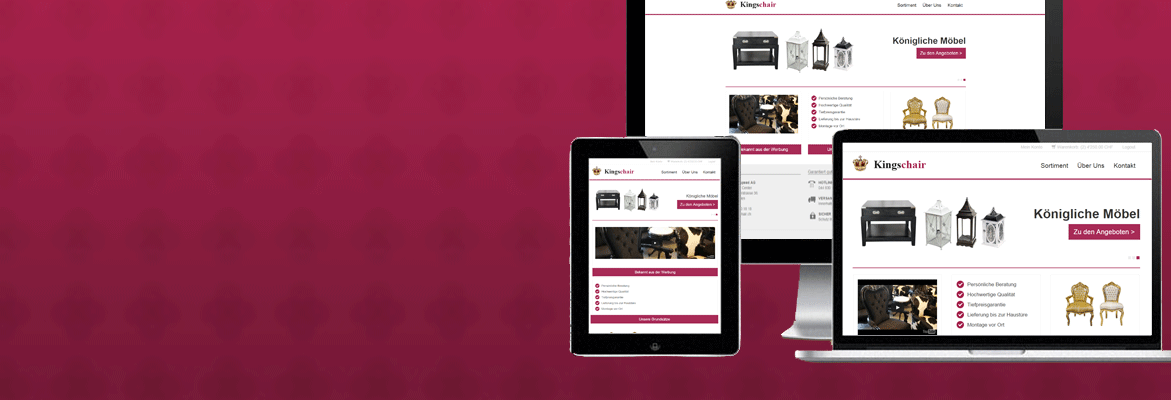 Kingschair
Sortiment Über Uns Kontakt
Königliche Möbel
Zu den Angeboten >
Persönliche Beratung
Hochwertige Qualität
Tiefpreisgarantie
Lieferung bis zur Haustüre
Montage vor Ort
Bekannt aus der Werbung
Kingschair
Sortiment Über Uns Kontakt
Königliche Möbel
Zu den Angeboten >
Bekannt aus der Werbung
Persönliche Beratung
Hochwertige Qualität
Tiefpreisgarantie
Lieferung bis zur Haustüre
Montage vor Ort
Unsere Grundsätze
Kingschair
Sortiment Über Uns Kontakt
Königliche Möbel
Zu den Angeboten >
Persönliche Beratung
Hochwertige Qualität
Tiefpreisgarantie
Lieferung bis zur Haustüre
Montage vor Ort